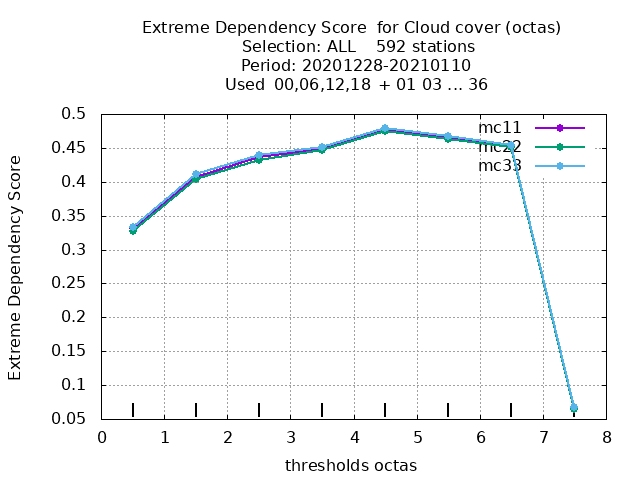 Extreme Dependency Score  for Cloud cover (octas)
Selection: ALL    592 stations
Period: 20201228-20210110
Used  00,06,12,18 + 01 03 ... 36
mc11
mc22
mc33
0.5
0.45
0.4
0.35
0.3
0.25
0.2
0.15
0.1
0.05
Extreme Dependency Score
0 1 2 3 4 5 6 7 8
thresholds octas